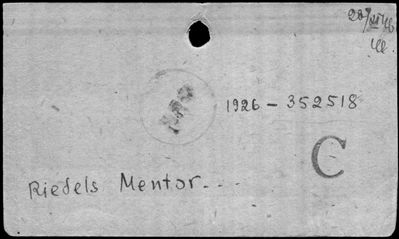 1926 - 352518
C
Riedels Mentor...